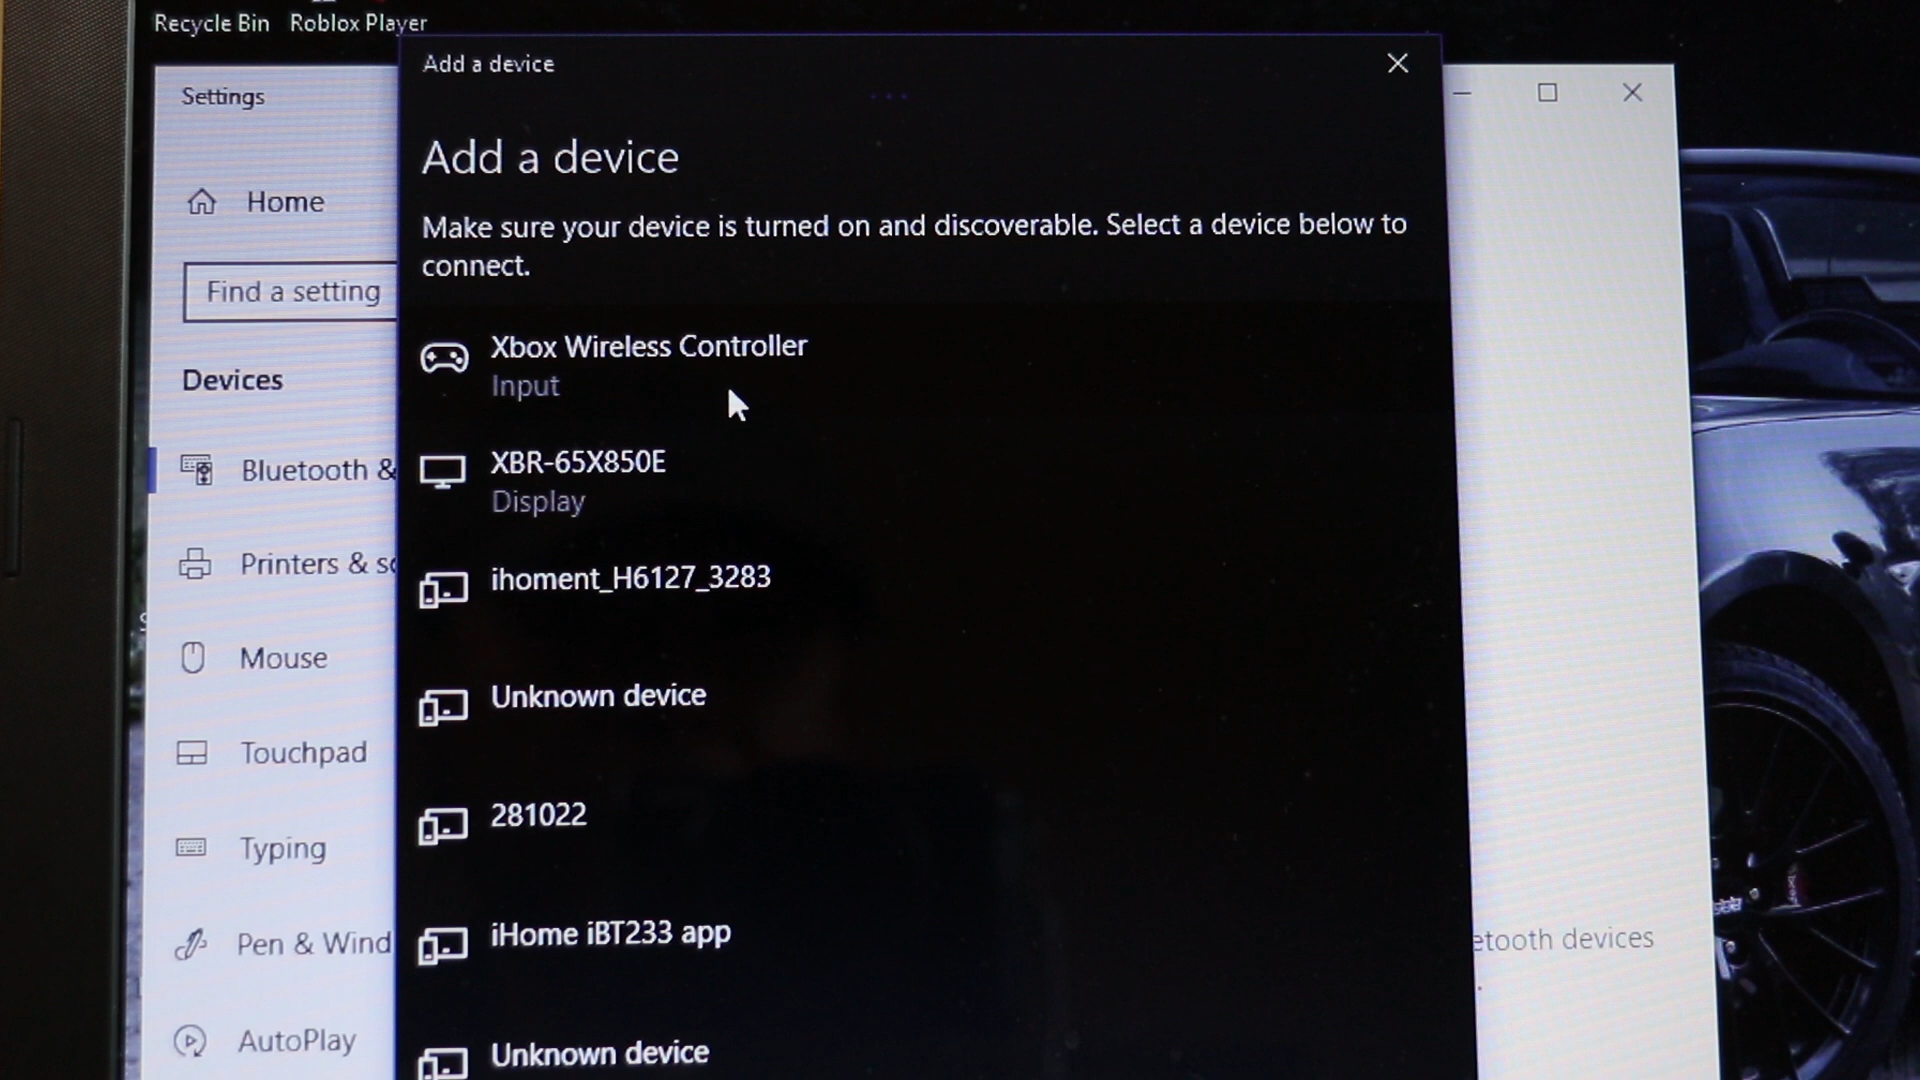 Recycle Bin
Roblox Player
Settings
Home
Find a setting
Devices
Bluetooth &
Printers & sc
Mouse
Touchpad
Typing
Pen & Wind
AutoPlay
Add a device
Add a device
Make sure your device is turned on and discoverable. Select a device below to
connect.
Xbox Wireless Controller
Input
XBR-65X850E
Display
ihoment_H6127_3283
Unknown device
281022
iHome iBT233 app
Unknown device
etooth devices